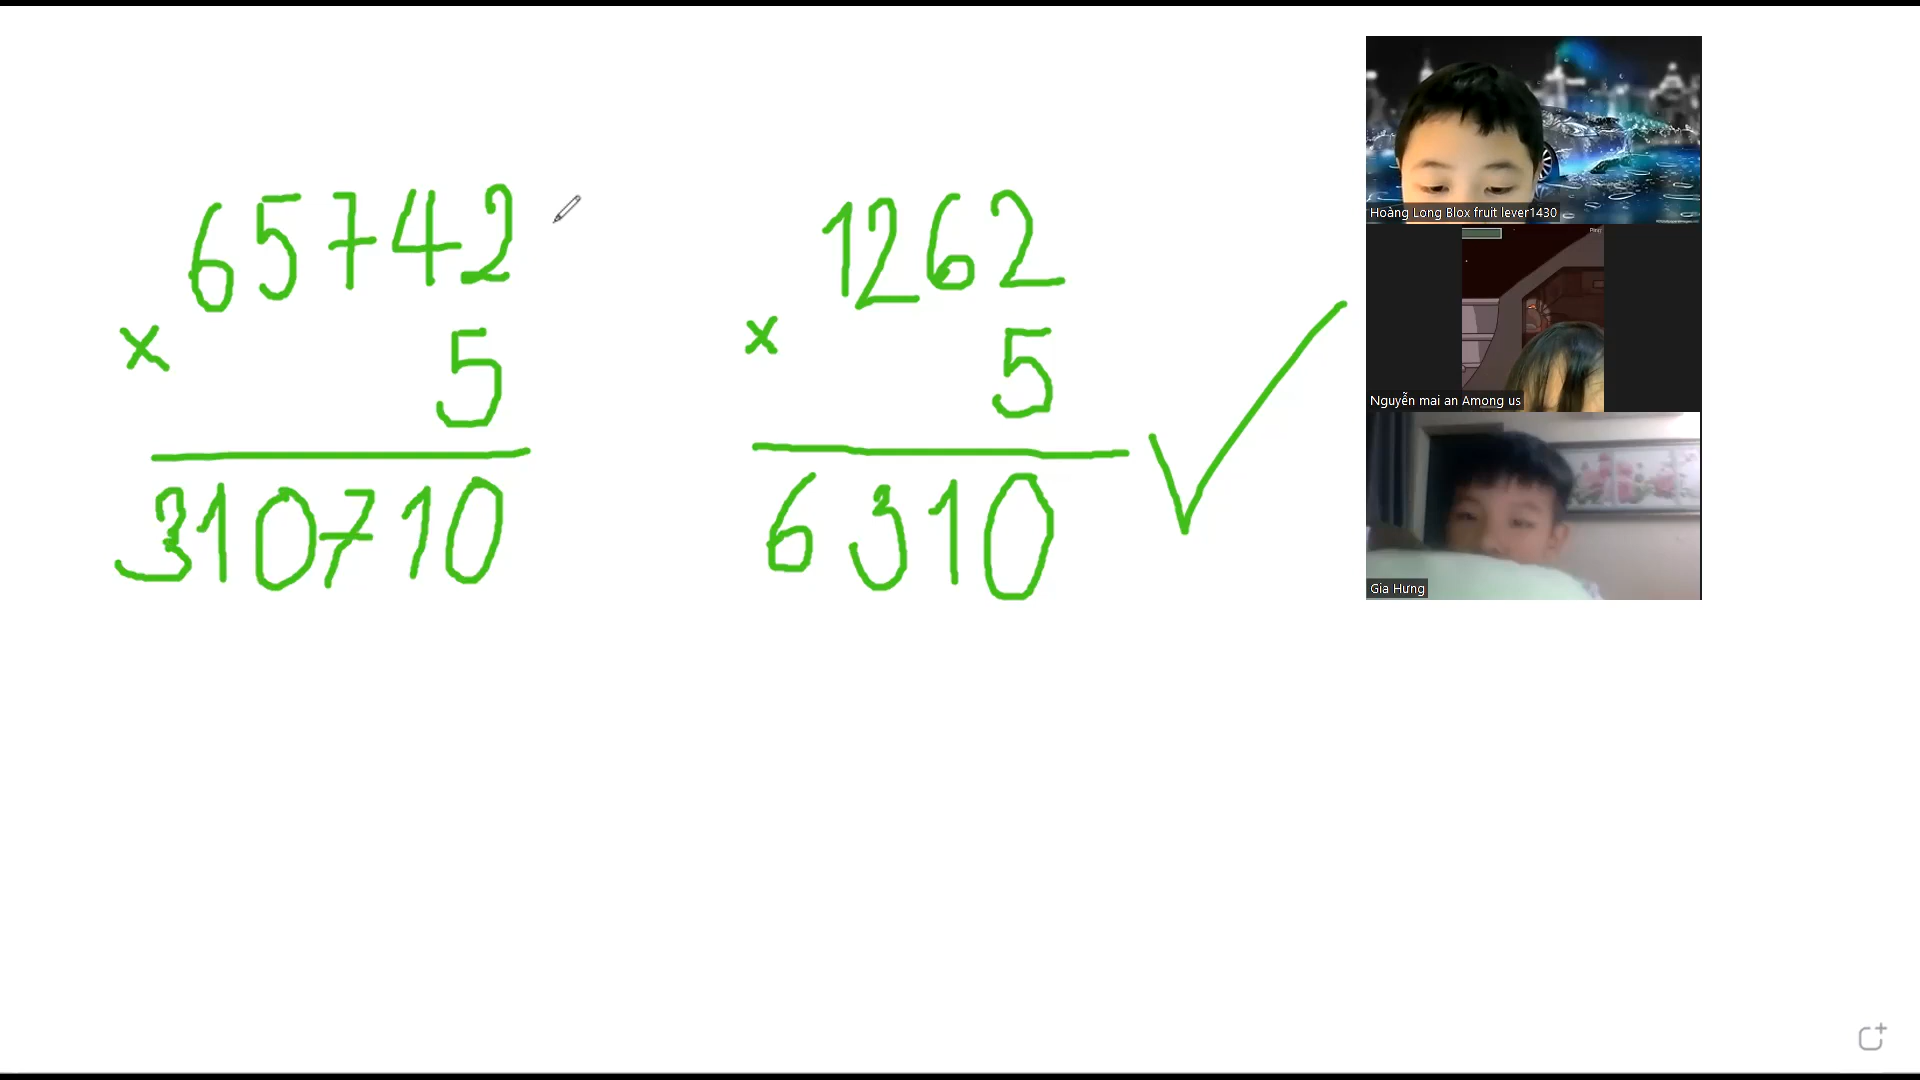 65742
x
5
310710
1262
x
5
6310
Hoàng Long Blox fruit lever1430
Nguyễn mai an Among us
Gia Hưng